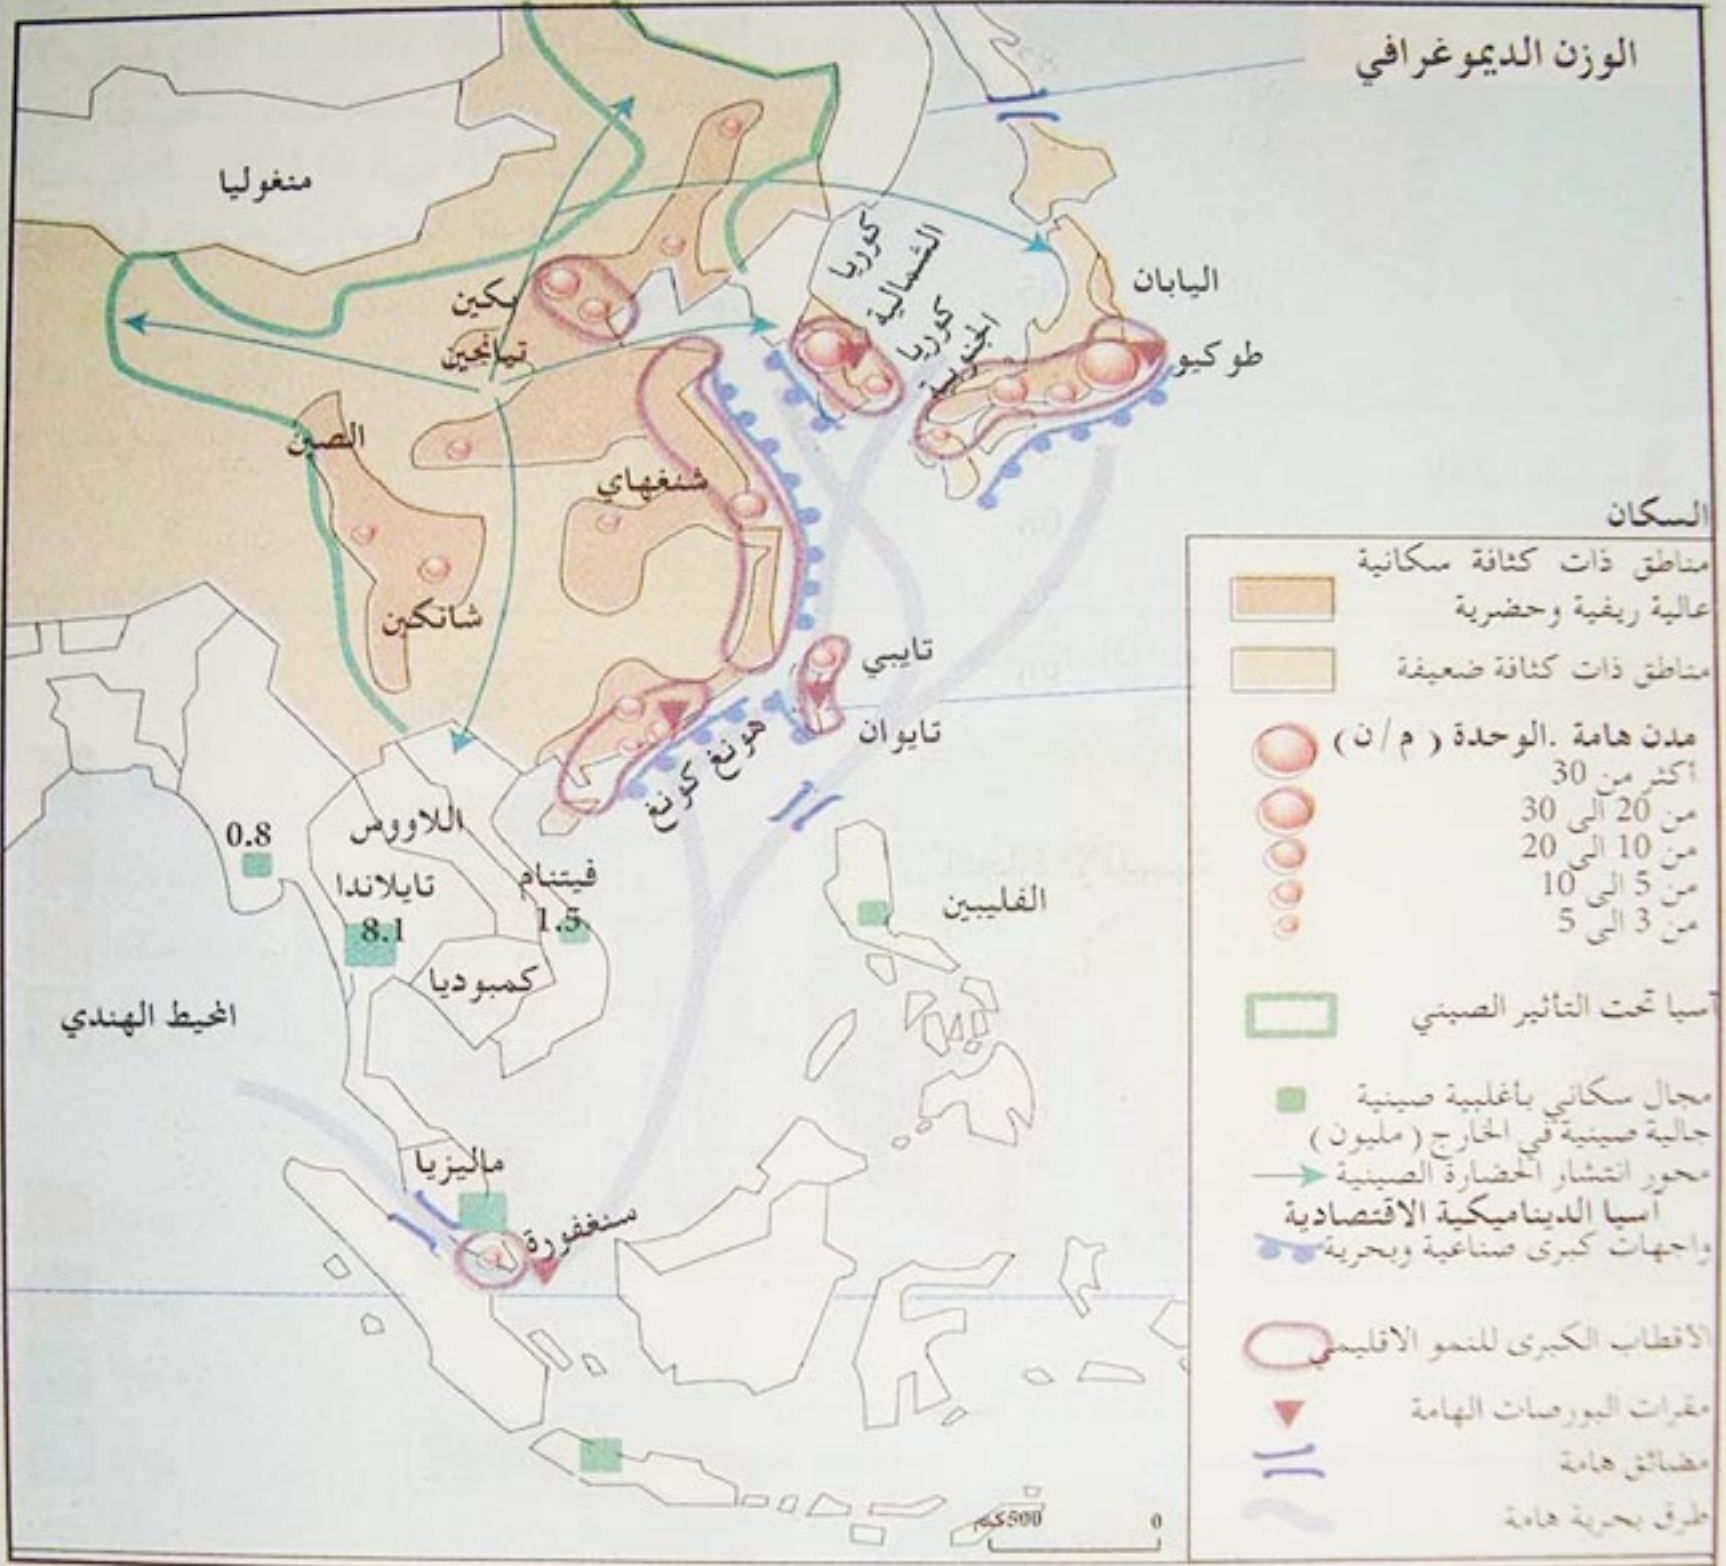 الوزن الديموغرافي
منغوليا
كوريا
الشمالية
كوريا
الجنوبية
اليابان
طوكيو
بكين
تيانجين
الصين
شنغهاي
شاتكين
تايبي
تايوان
هونغ كونغ
اللاووس
0.8
تايلاندا
8.1
فيتنام
1.5
كمبوديا
الفليبين
المحيط الهندي
ماليزيا
سنغفورة
السكان
مناطق ذات كثافة سكانية
عالية ريفية وحضرية
مناطق ذات كثافة ضعيفة
مدن هامة .الوحدة (م/ن)
أكثر من 30
من 20 الى 30
من 10 الى 20
من 5 الى 10
من 3 الى 5
آسيا تحت التأثير الصيني
مجال سكاني بأغلبية صينية
جالية صينية في الخارج (مليون)
محور انتشار الحضارة الصينية
آسيا الديناميكية الاقتصادية
واجهات كبرى صناعية وبحرية
الأقطاب الكبرى للنمو الاقليمي
مقرات البورصات الهامة
مضائق هامة
طرق بحرية هامة
0 500كلم